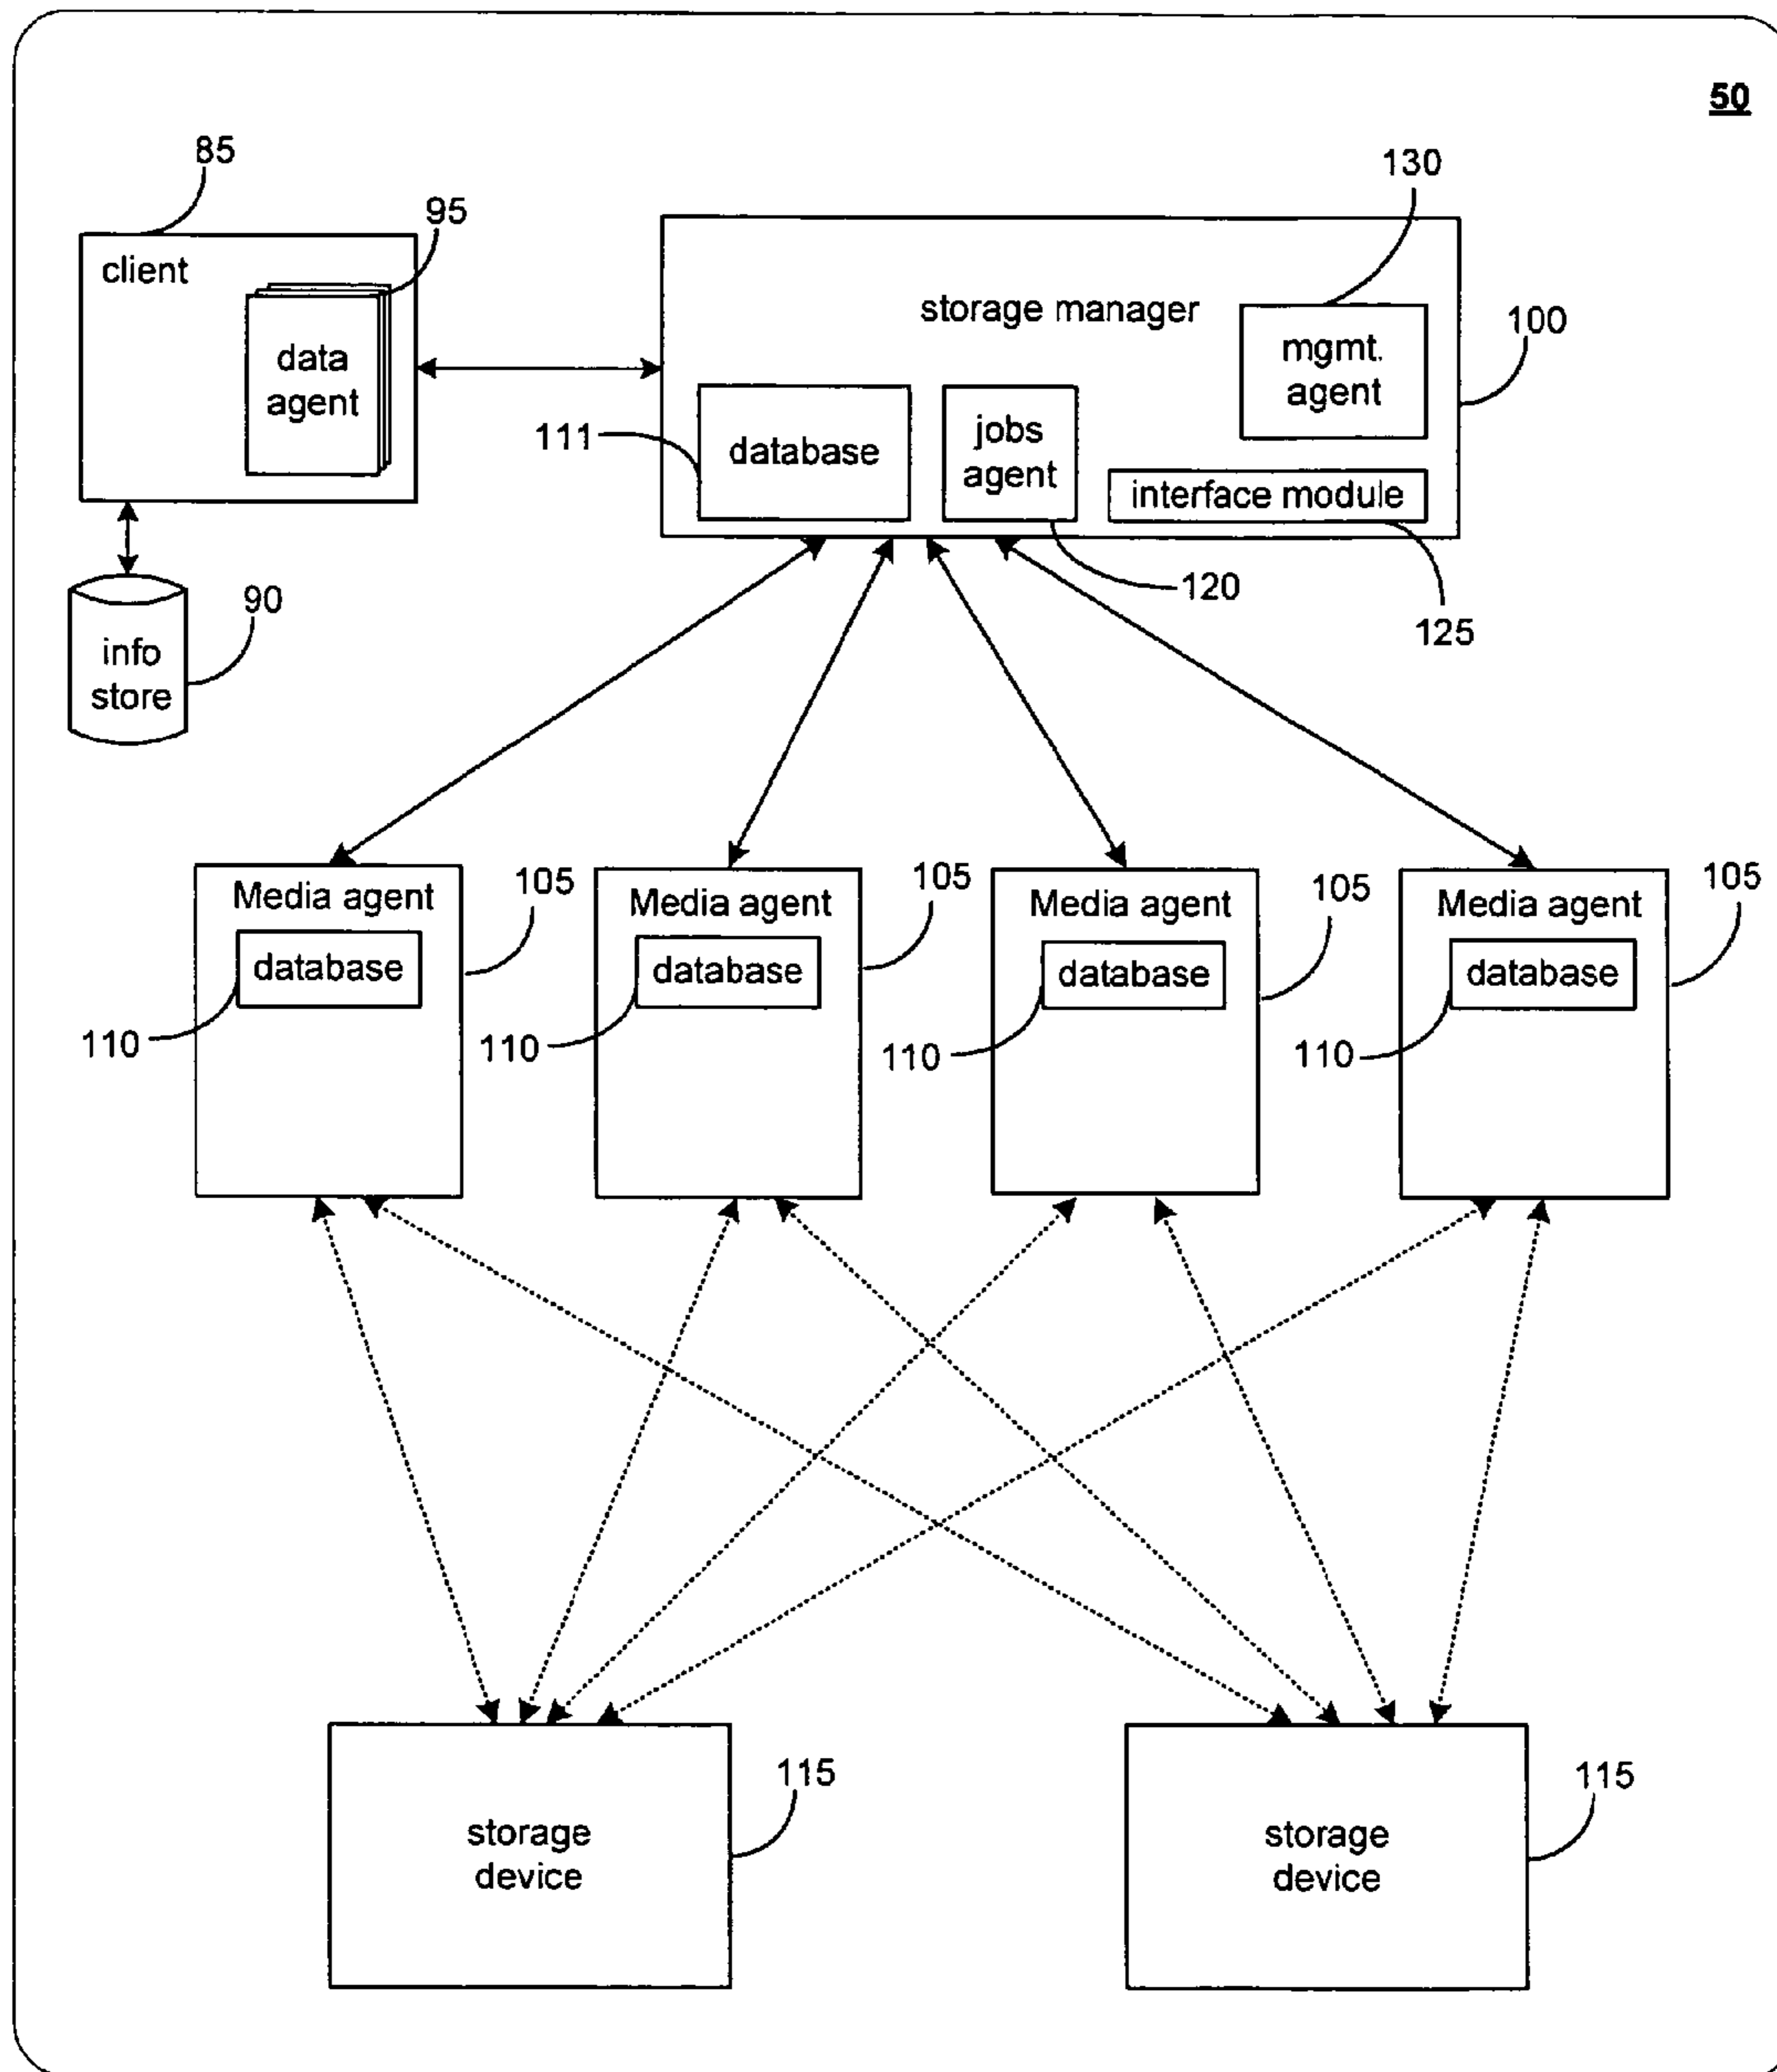 50
85
130
95
client
storage manager
100
data
agent
mgmt.
agent
111
database
jobs
agent
interface module
90
120
125
info
store
Media agent
105
Media agent
105
Media agent
105
Media agent
105
database
database
database
database
110
110
110
110
115
115
storage
device
storage
device